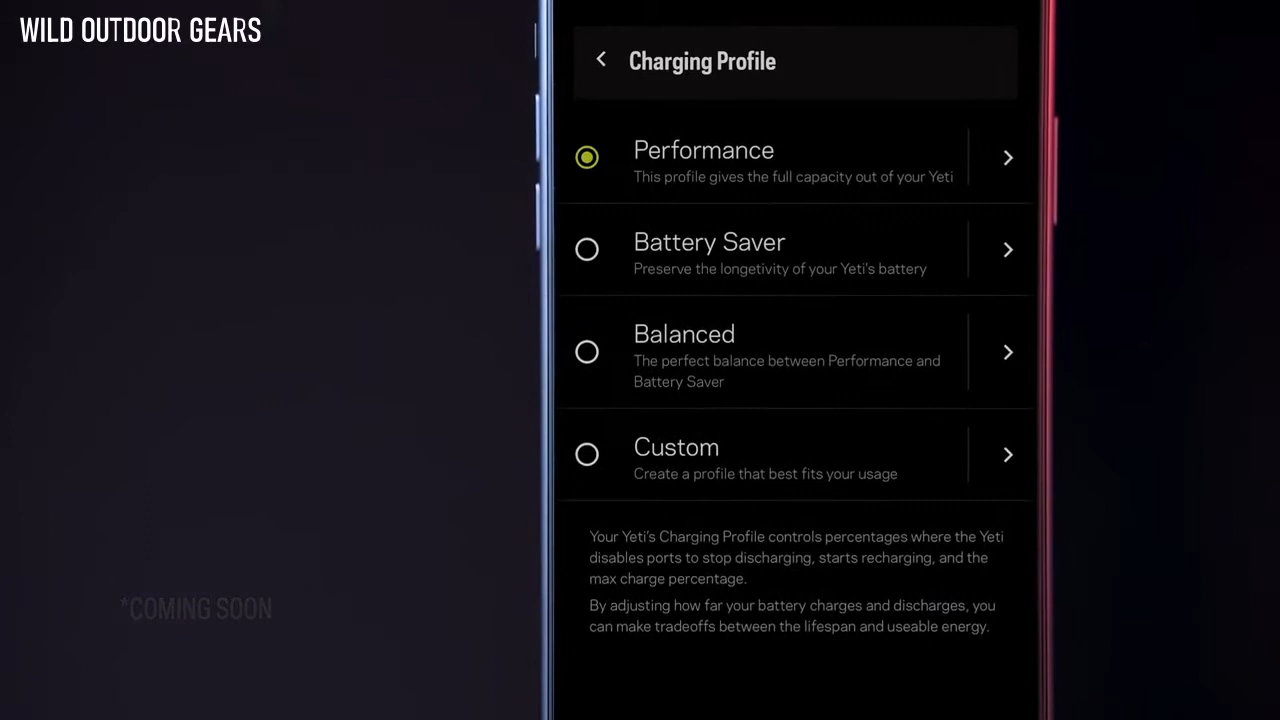 WILD OUTDOOR GEARS
Charging Profile
Performance
This profile gives the full capacity out of your Yeti
Battery Saver
Preserve the longetivity of your Yeti's battery
Balanced
The perfect balance between Performance and
Battery Saver
Custom
Create a profile that best fits your usage
Your Yeti's Charging Profile controls percentages where the Yeti
disables ports to stop discharging, starts recharging, and the
max charge percentage.
By adjusting how far your battery charges and discharges, you
can make tradeoffs between the lifespan and useable energy.
*COMING SOON